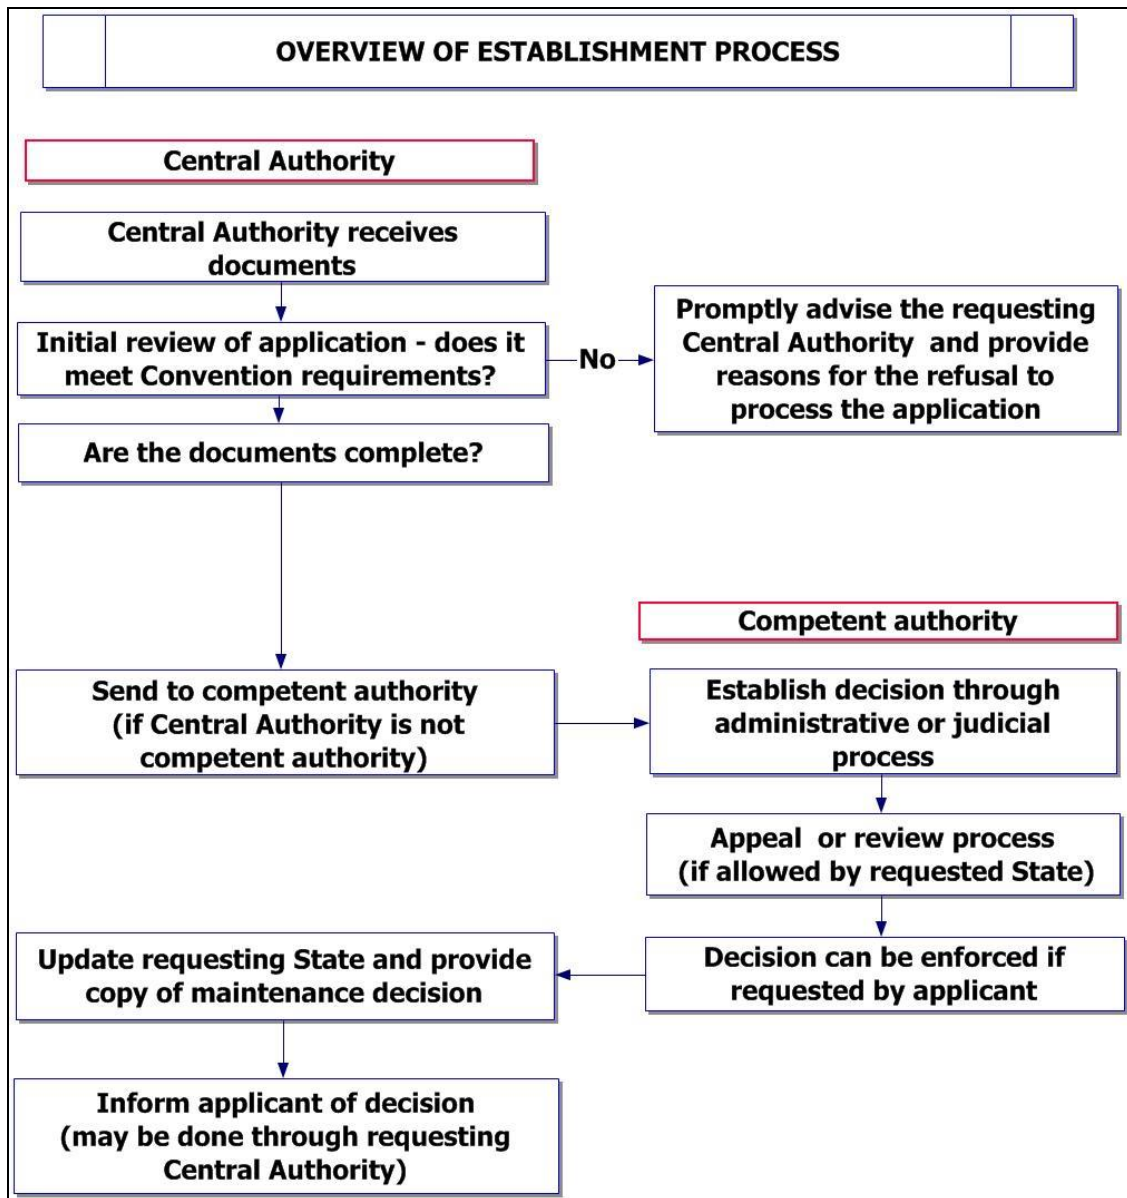 OVERVIEW OF ESTABLISHMENT PROCESS
Central Authority
Central Authority receives
documents
Initial review of application - does it
meet Convention requirements?
No
Promptly advise the requesting
Central Authority and provide
reasons for the refusal to
process the application
Are the documents complete?
Competent authority
Send to competent authority
(if Central Authority is not
competent authority)
Establish decision through
administrative or judicial
process
Appeal or review process
(if allowed by requested State)
Decision can be enforced if
requested by applicant
Update requesting State and provide
copy of maintenance decision
Inform applicant of decision
(may be done through requesting
Central Authority)